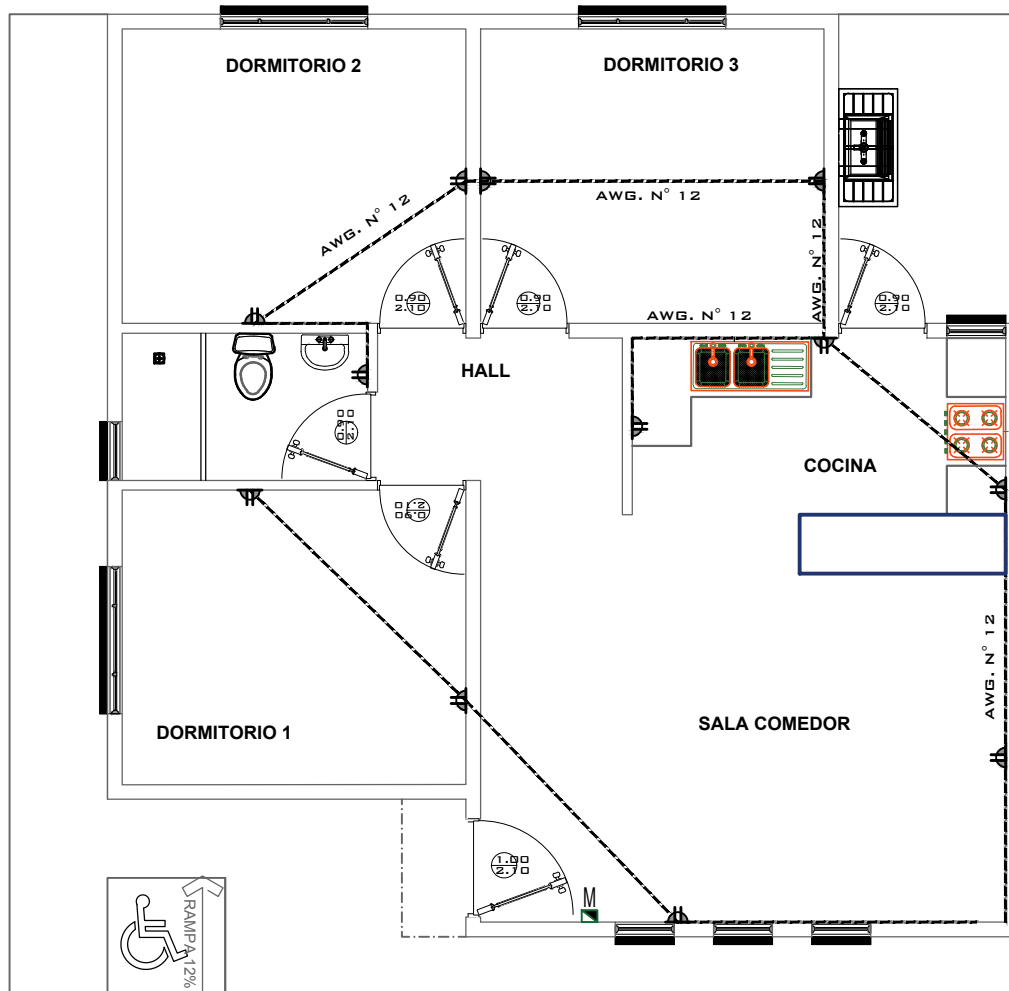 DORMITORIO 2
DORMITORIO 3
AWG. N° 12
AWG. N° 12
AWG. N° 12
AWG. N° 12
0.90
2.10
0.90
2.10
0.90
2.10
HALL
COCINA
AWG. N° 12
DORMITORIO 1
SALA COMEDOR
1.00
2.10
M
RAMPA 12%